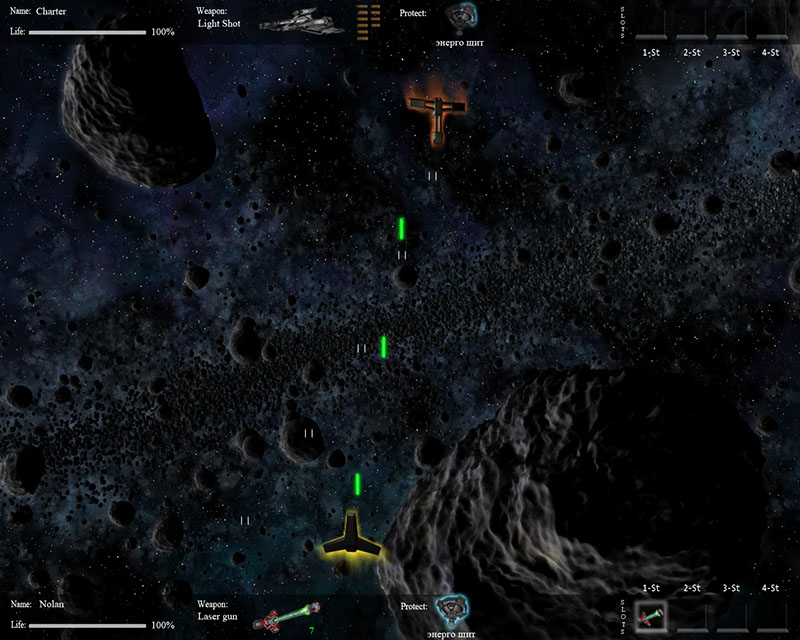 Name: Charter
Life: 100%
Weapon:
Light Shot
Protect:
энерго щит
SLOTS
1-St 2-St 3-St 4-St
1-St 2-St 3-St 4-St
Name: Nolan
Life: 100%
Weapon:
Laser gun
7
Protect:
энерго щит
SLOTS